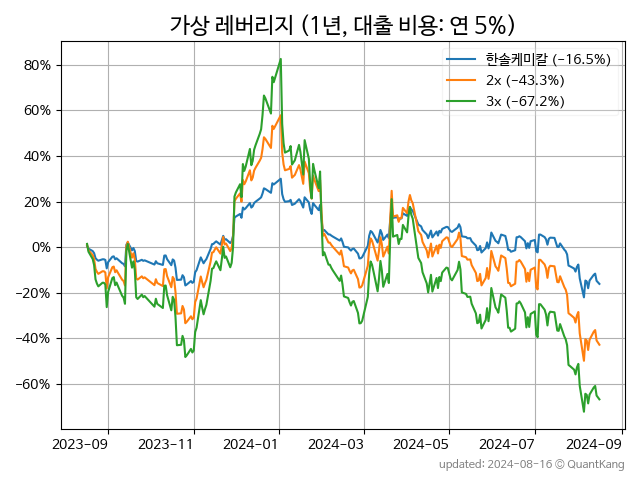 가상 레버리지 (1년, 대출 비용: 연 5%)
한솔케미칼 (-16.5%)
2x (-43.3%)
3x (-67.2%)
80%
60%
40%
20%
0%
-20%
-40%
-60%
2023-09 2023-11 2024-01 2024-03 2024-05 2024-07 2024-09
updated: 2024-08-16 © QuantKang